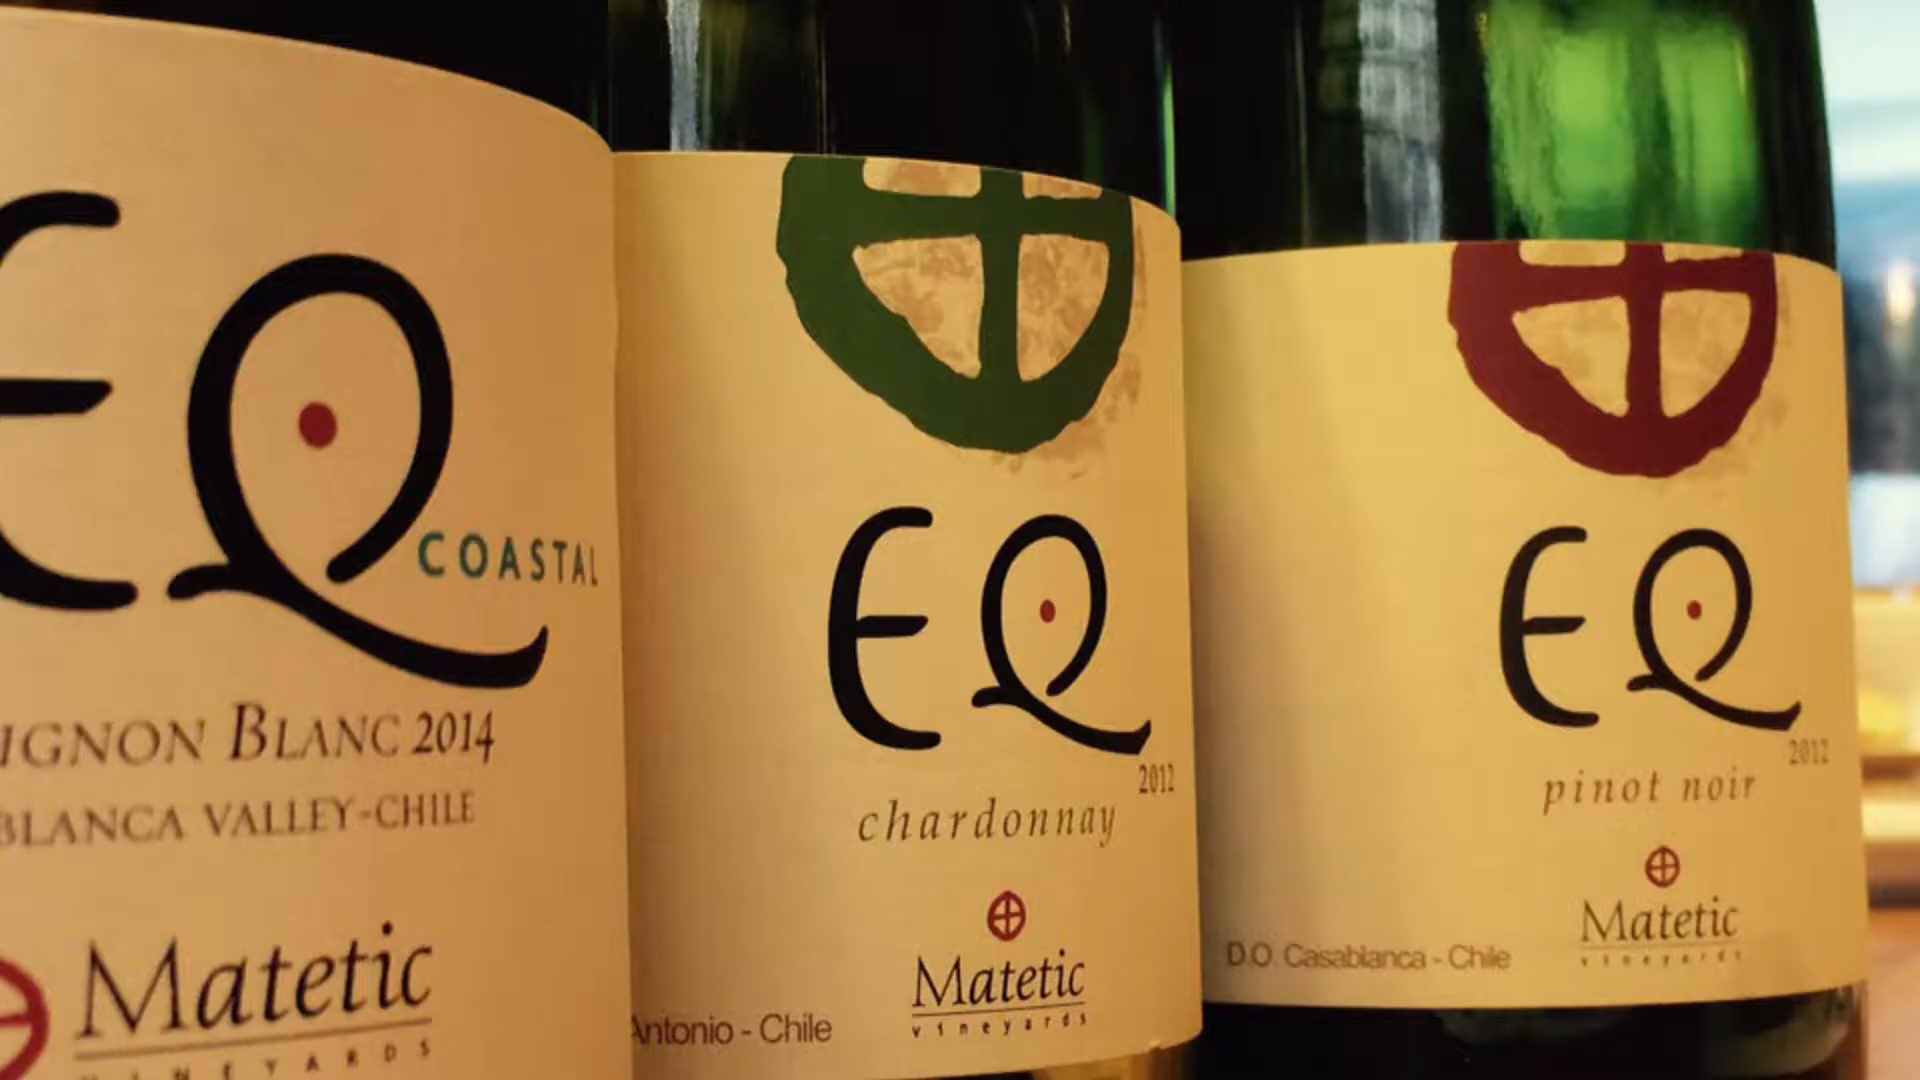 EQ
COASTAL
IGNON BLANC 2014
BLANCA VALLEY-CHILE
Matetic
VINEYARDS
EQ
2012
chardonnay
Matetic
vineyards
Antonio - Chile
EQ
2012
pinot noir
Matetic
vineyards
D.O. Casablanca - Chile